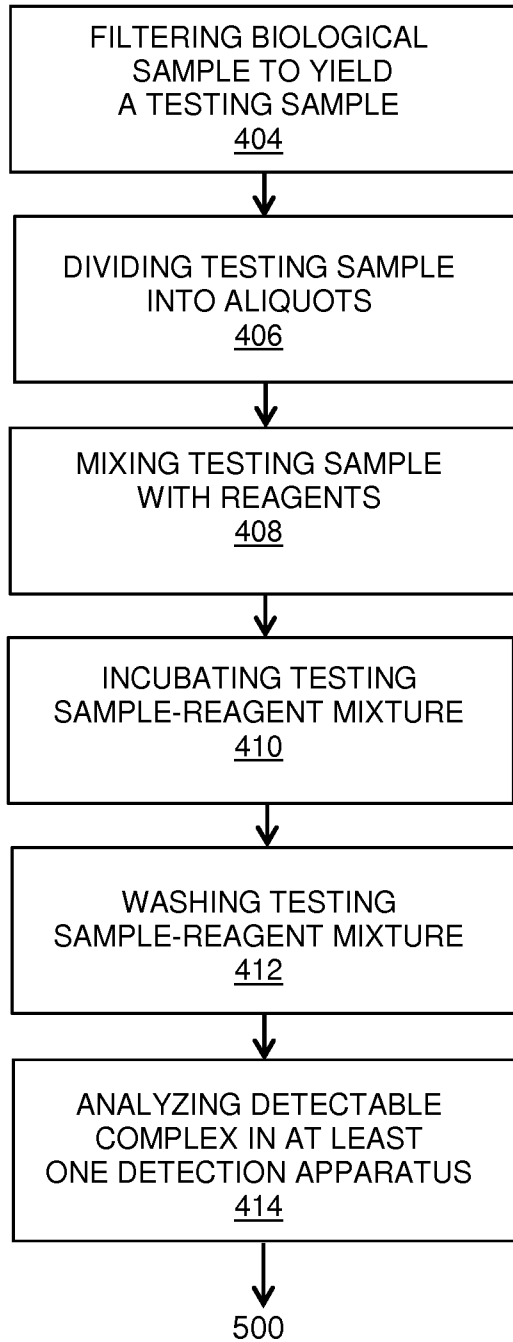 FILTERING BIOLOGICAL
SAMPLE TO YIELD
A TESTING SAMPLE
404
DIVIDING TESTING SAMPLE
INTO ALIQUOTS
406
MIXING TESTING SAMPLE
WITH REAGENTS
408
INCUBATING TESTING
SAMPLE-REAGENT MIXTURE
410
WASHING TESTING
SAMPLE-REAGENT MIXTURE
412
ANALYZING DETECTABLE
COMPLEX IN AT LEAST
ONE DETECTION APPARATUS
414
500